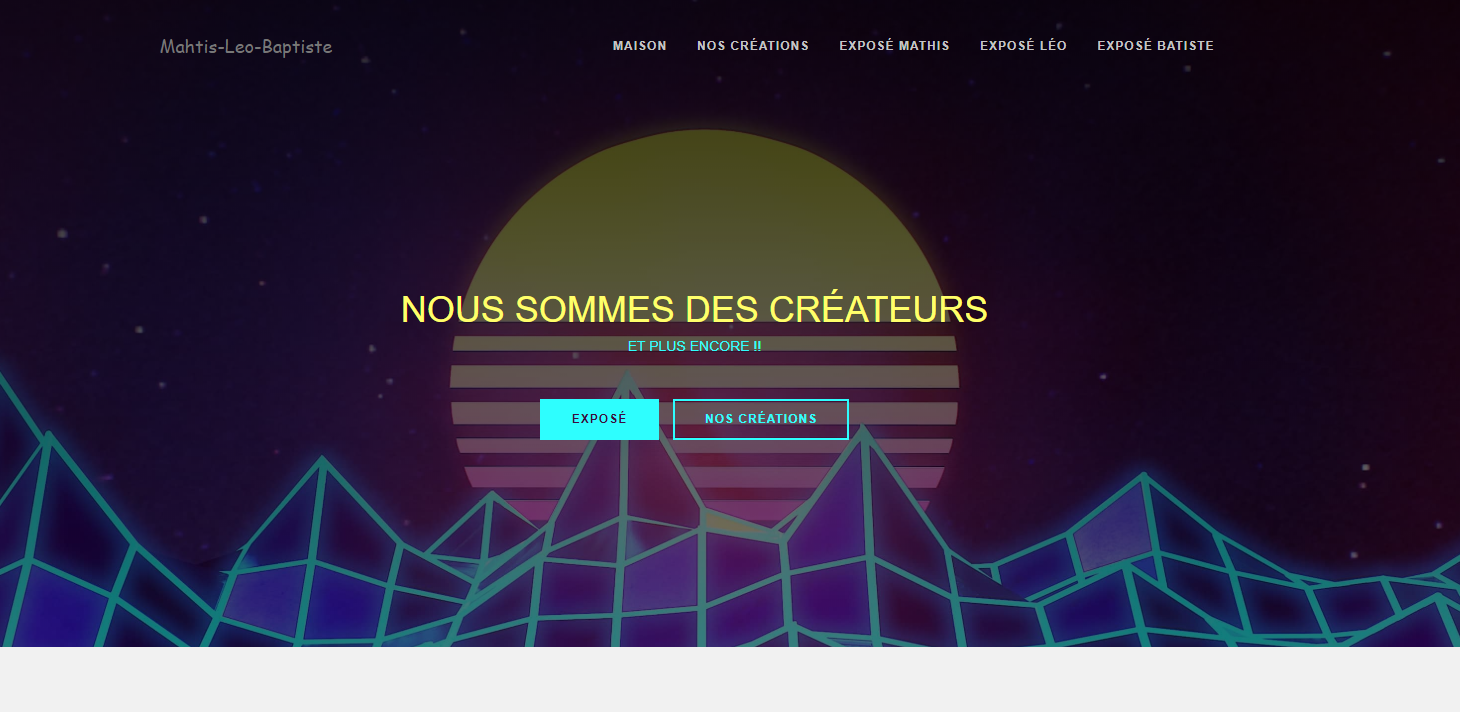 Mahtis-Leo-Baptiste
MAISON NOS CRÉATIONS EXPOSÉ MATHIS EXPOSÉ LÉO EXPOSÉ BATISTE
NOUS SOMMES DES CRÉATEURS
ET PLUS ENCORE !!
EXPOSÉ
NOS CRÉATIONS